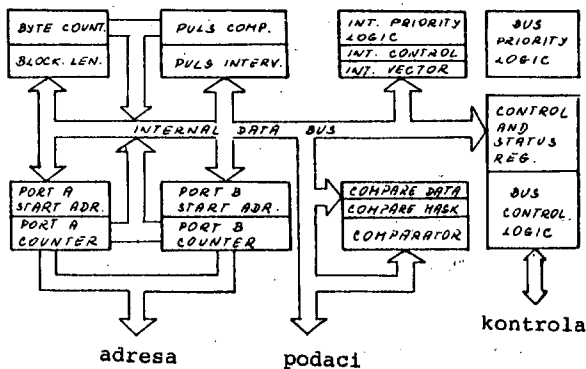 BYTE COUNT.
BLOCK. LEN.
PULS COMP.
PULS INTERV.
INT. PRIORITY
LOGIC
INT. CONTROL
INT. VECTOR
BUS
PRIORITY
LOGIC
INTERNAL DATA BUS
CONTROL
AND
STATUS
REG.
BUS
CONTROL.
LOGIC
PORT A
START ADR.
PORT A
COUNTER
PORT B
START ADR.
PORT B
COUNTER
COMPARE DATA
COMPARE MASK
COMPARATOR
adresa
podaci
kontrola